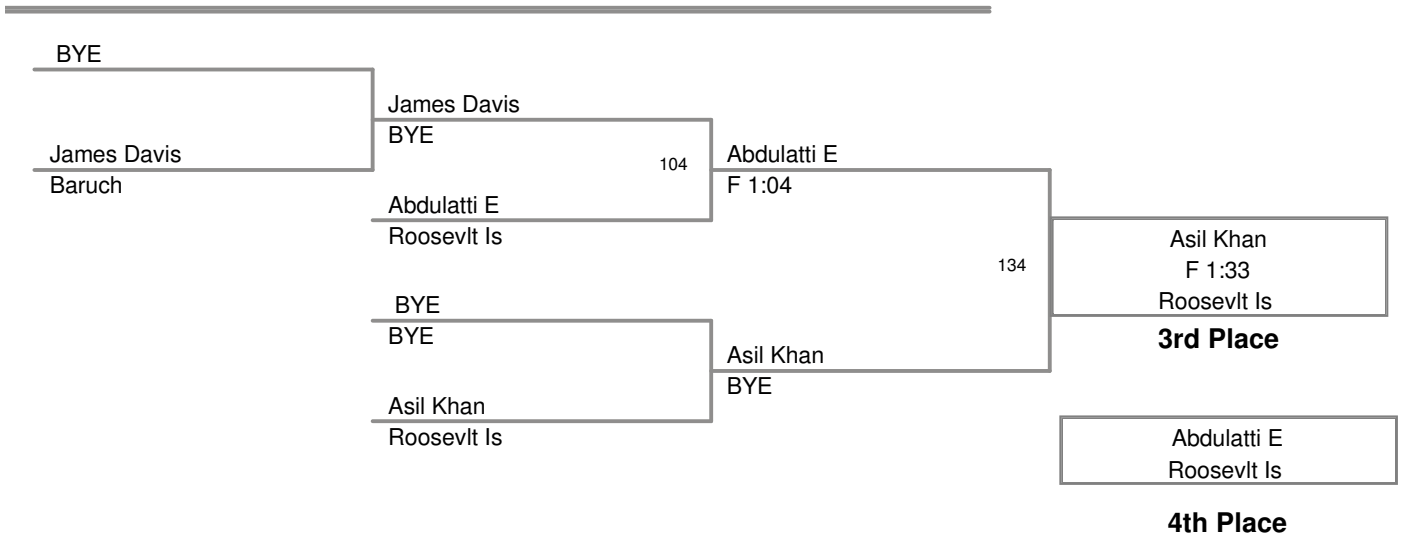 BYE
James Davis
Baruch
James Davis
BYE
104
Abdulatti E
Roosevlt Is
BYE
BYE
Asil Khan
Roosevlt Is
Abdulatti E
F 1:04
134
Asil Khan
BYE
Asil Khan
F 1:33
Roosevlt Is
3rd Place
Abdulatti E
Roosevlt Is
4th Place